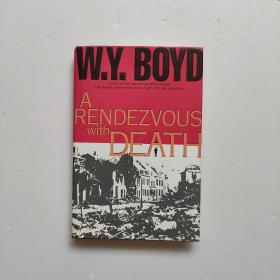 W.Y. BOYD
A
RENDEZVOUS
with
DEATH